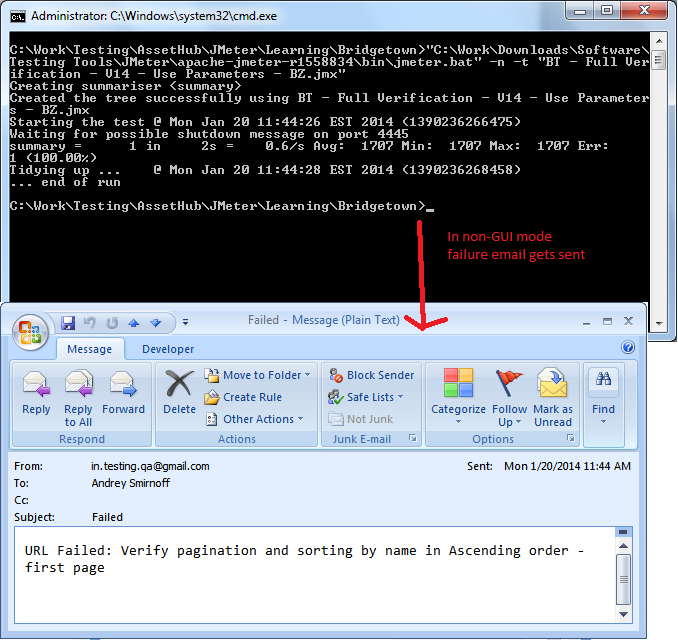 Administrator: C:\Windows\system32\cmd.exe
C:\Work\Testing\AssetHub\JMeter\Learning\Bridgetown>"C:\Work\Downloads\Software\
Testing Tools\JMeter\apache-jmeter-r1558834\bin\jmeter.bat" -n -t "BT - Full Ver
ification - V14 - Use Parameters - BZ.jmx"
Creating summariser <summary>
Created the tree successfully using BT - Full Verification - V14 - Use Parameter
s - BZ.jmx
Starting the test @ Mon Jan 20 11:44:26 EST 2014 (1390236266475)
Waiting for possible shutdown message on port 4445
summary =      1 in     2s =    0.6/s Avg:  1707 Min:  1707 Max:  1707 Err:
1 (100.00%)
Tidying up ...    @ Mon Jan 20 11:44:28 EST 2014 (1390236268458)
... end of run
C:\Work\Testing\AssetHub\JMeter\Learning\Bridgetown>_
In non-GUI mode
failure email gets sent
Failed - Message (Plain Text)
Message Developer
Reply
Reply to All
Forward
Respond
Delete
Move to Folder
Create Rule
Other Actions
Actions
Block Sender
Safe Lists
Not Junk
Junk E-mail
Categorize
Follow Up
Mark as Unread
Options
Find
From: in.testing.qa@gmail.com Sent: Mon 1/20/2014 11:44 AM
To: Andrey Smirnoff
Cc:
Subject: Failed
URL Failed: Verify pagination and sorting by name in Ascending order -
first page